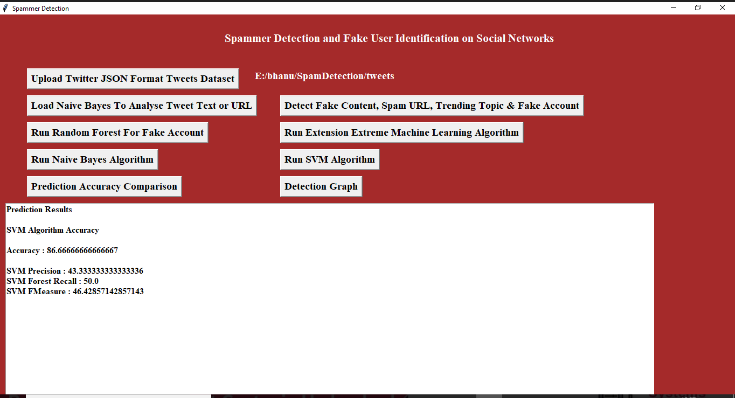 Spammer Detection
Spammer Detection and Fake User Identification on Social Networks
Upload Twitter JSON Format Tweets Dataset
E:/bhanu/SpamDetection/tweets
Load Naive Bayes To Analyse Tweet Text or URL
Detect Fake Content, Spam URL, Trending Topic & Fake Account
Run Random Forest For Fake Account
Run Extension Extreme Machine Learning Algorithm
Run Naive Bayes Algorithm
Run SVM Algorithm
Prediction Accuracy Comparison
Detection Graph
Prediction Results
SVM Algorithm Accuracy
Accuracy : 86.66666666666667
SVM Precision : 43.333333333333336
SVM Forest Recall : 50.0
SVM FMeasure : 46.42857142857143